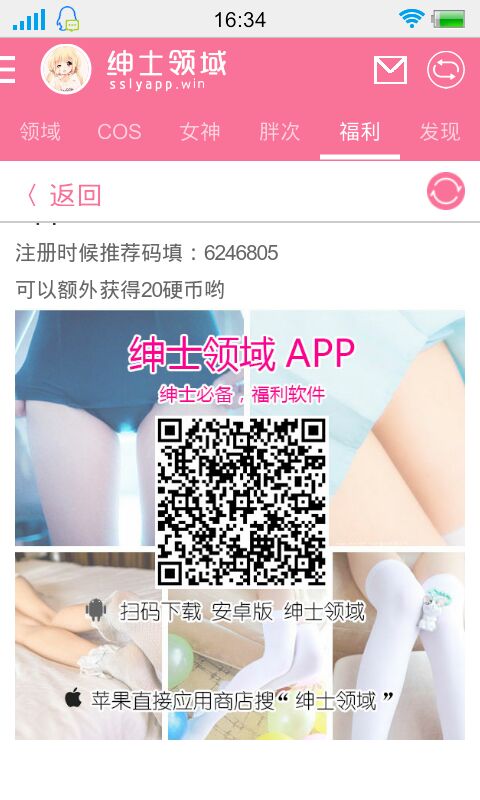 16:34
绅士领域
sslyapp.win
领域 COS 女神 胖次 福利 发现
〈 返回
注册时候推荐码填：6246805
可以额外获得20硬币哟
绅士领域 APP
绅士必备，福利软件
扫码下载 安卓版 绅士领域
苹果直接应用商店搜“绅士领域”